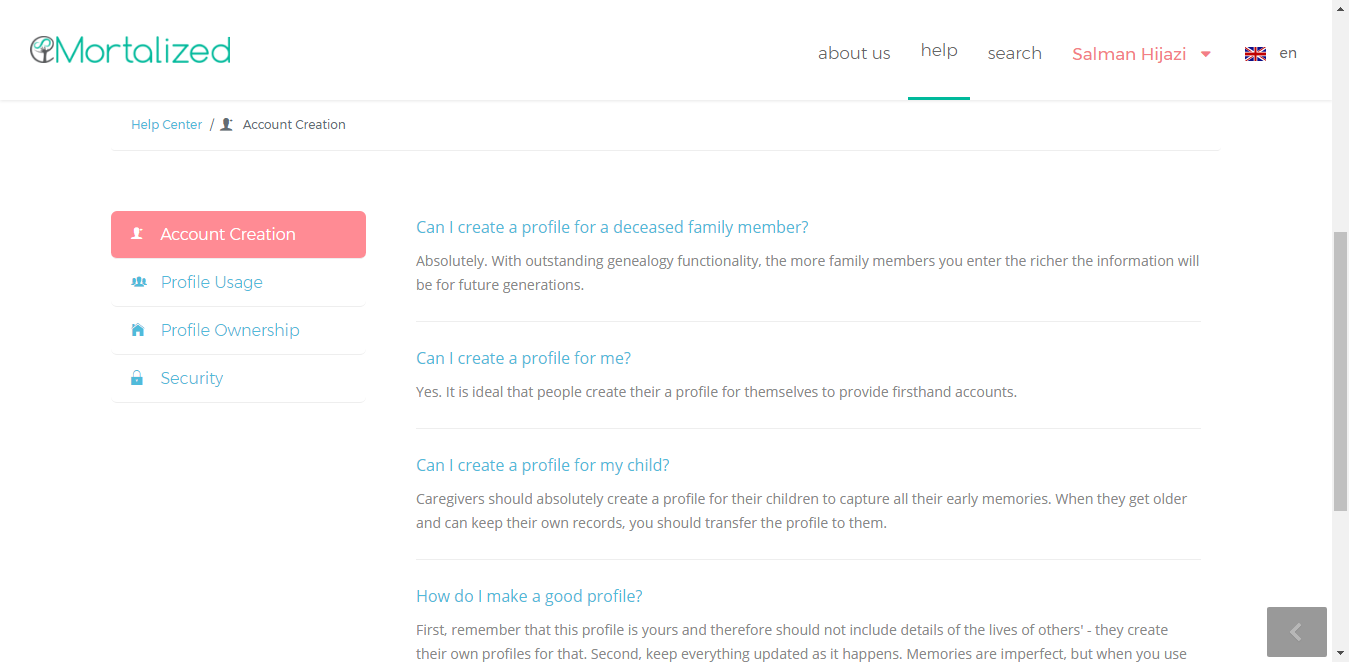 Mortalized
about us
help
search
Salman Hijazi
en
Help Center / Account Creation
Account Creation
Profile Usage
Profile Ownership
Security
Can I create a profile for a deceased family member?
Absolutely. With outstanding genealogy functionality, the more family members you enter the richer the information will
be for future generations.
Can I create a profile for me?
Yes. It is ideal that people create their a profile for themselves to provide firsthand accounts.
Can I create a profile for my child?
Caregivers should absolutely create a profile for their children to capture all their early memories. When they get older
and can keep their own records, you should transfer the profile to them.
How do I make a good profile?
First, remember that this profile is yours and therefore should not include details of the lives of others' - they create
their own profiles for that. Second, keep everything updated as it happens. Memories are imperfect, but when you use